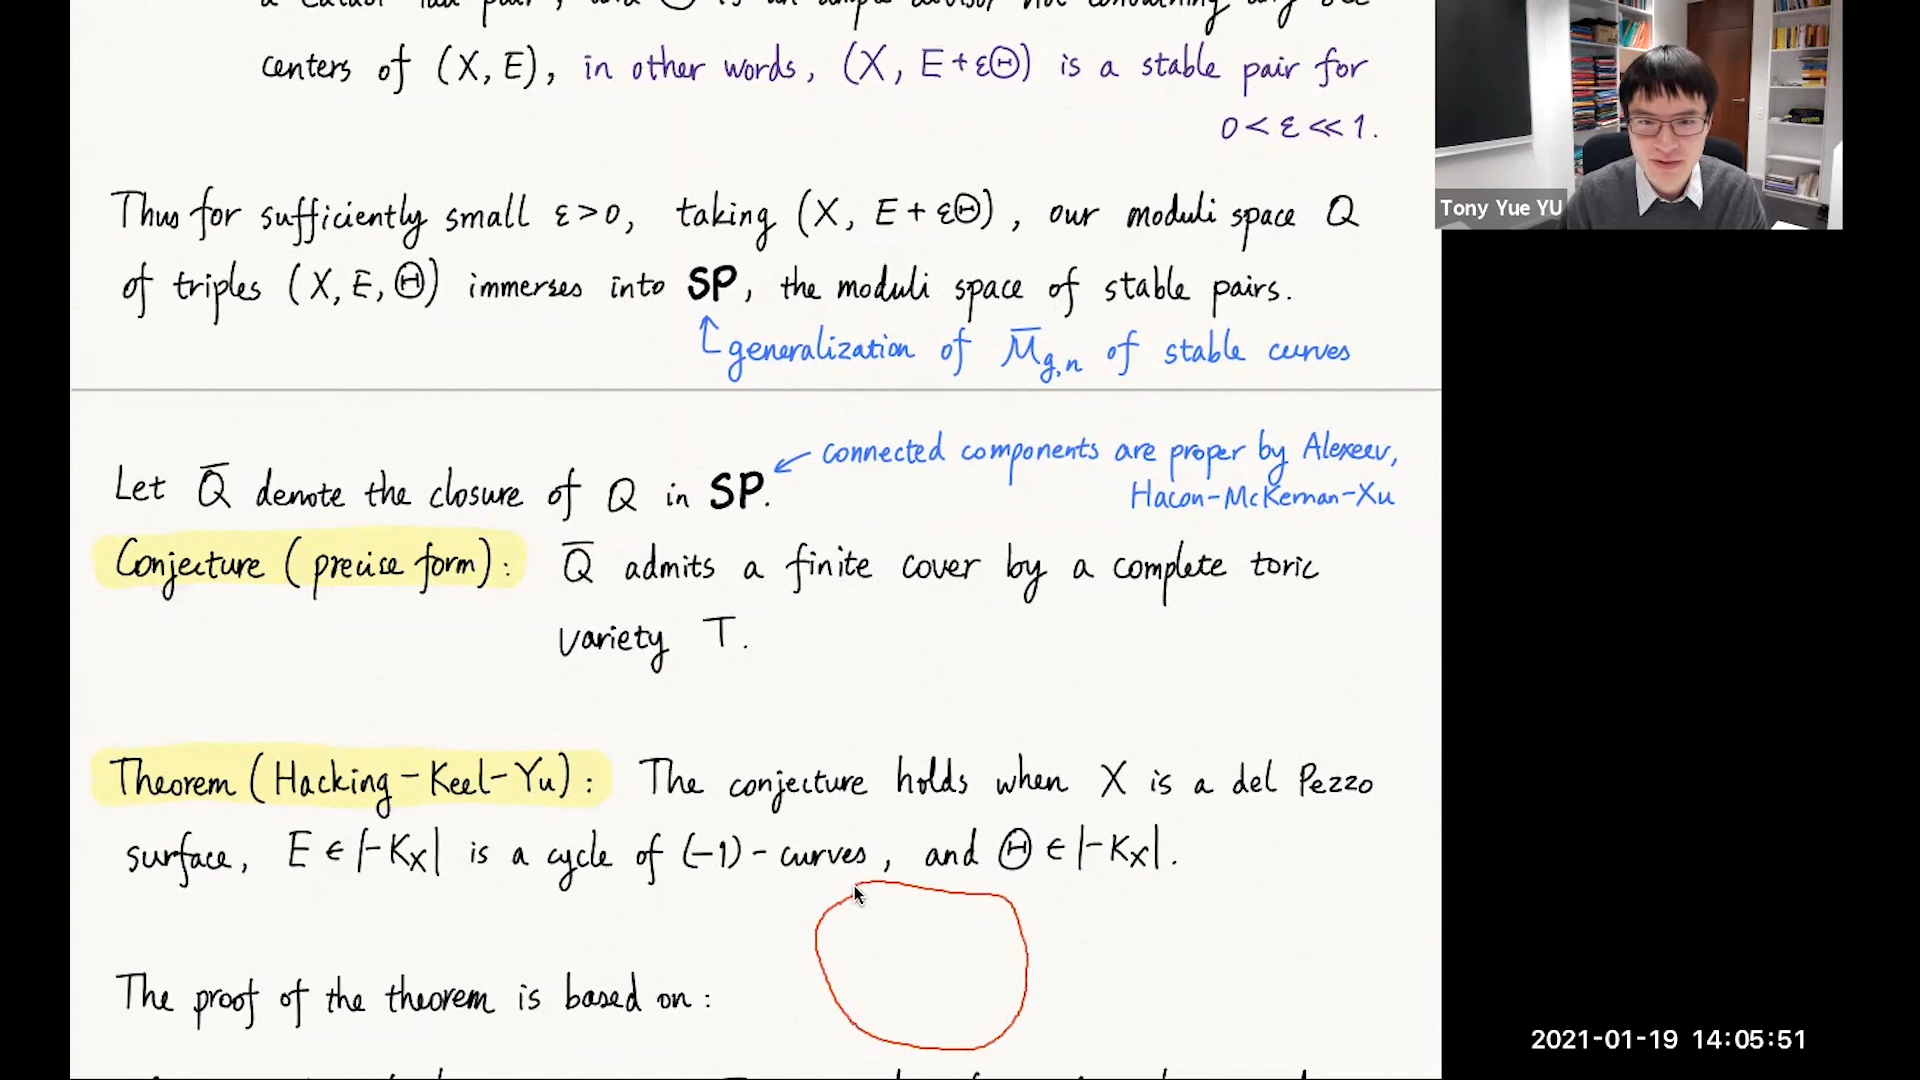 centers of (X, E), in other words, (X, E+εΘ) is a stable pair for
0<ε≪1.
Thus for sufficiently small ε>0, taking (X, E+εΘ), our moduli space Q
of triples (X,E,Θ) immerses into SP, the moduli space of stable pairs.
generalization of M̄g,n of stable curves
connected components are proper by Alexeev,
Hacon-McKernan-Xu
Let Q̄ denote the closure of Q in SP.
Conjecture (precise form): Q̄ admits a finite cover by a complete toric
variety T.
Theorem (Hacking-Keel-Yu): The conjecture holds when X is a del Pezzo
surface, E∈|-Kx| is a cycle of (-1)-curves, and Θ∈|-Kx|.
The proof of the theorem is based on:
Tony Yue YU
2021-01-19 14:05:51